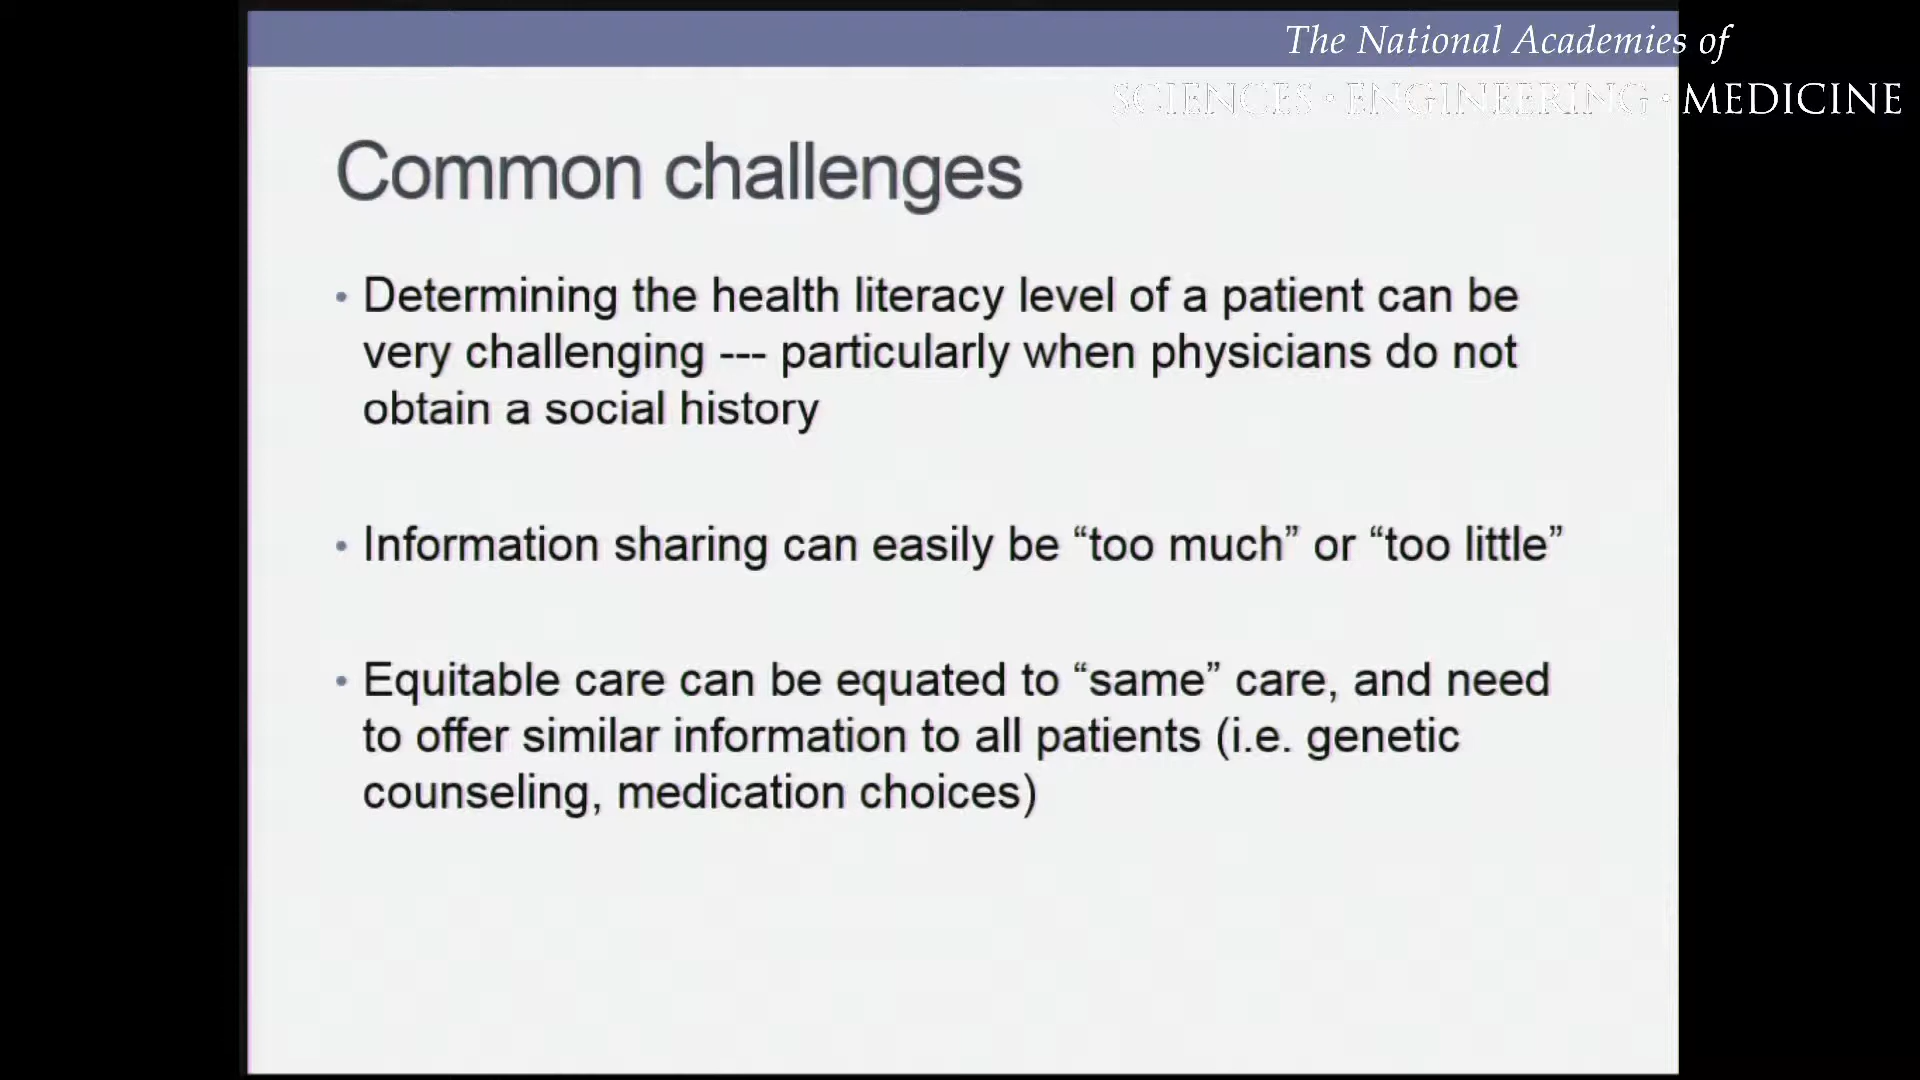 The National Academies of
SCIENCES · ENGINEERING · MEDICINE
Common challenges
• Determining the health literacy level of a patient can be
very challenging --- particularly when physicians do not
obtain a social history
• Information sharing can easily be “too much” or “too little”
• Equitable care can be equated to “same” care, and need
to offer similar information to all patients (i.e. genetic
counseling, medication choices)